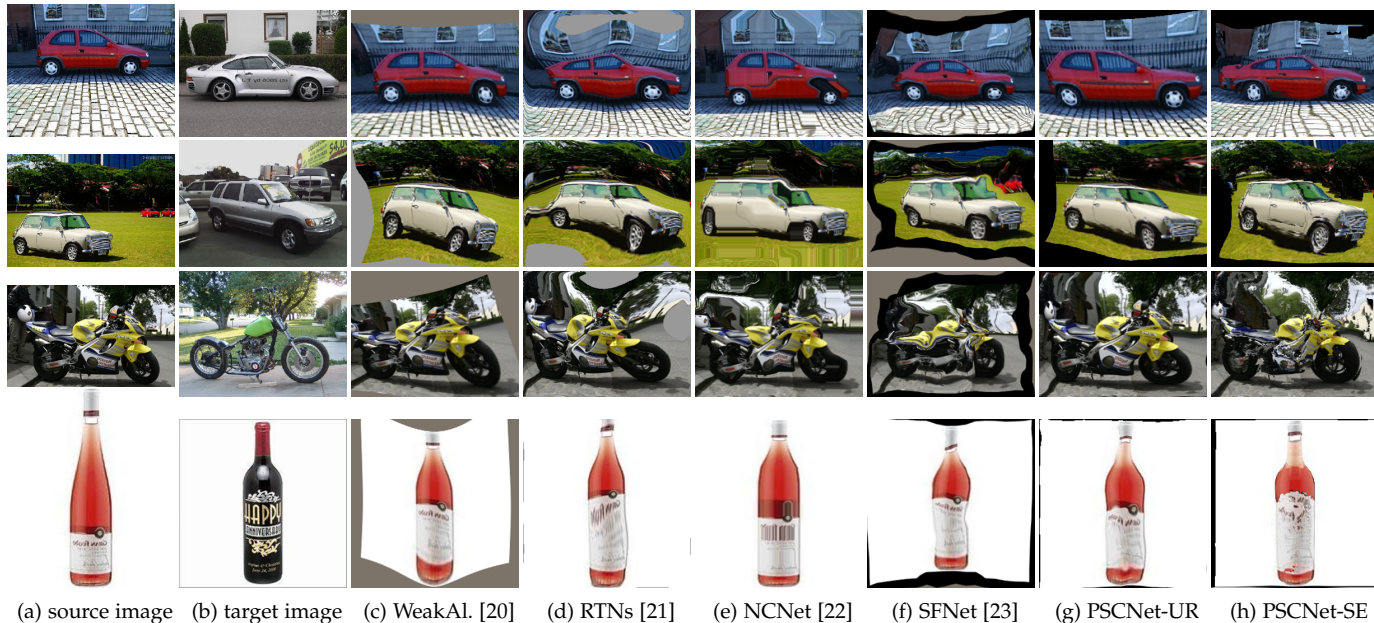 HAPPY
ANNIVERSARY
(a) source image
(b) target image
(c) WeakAl. [20]
(d) RTNs [21]
(e) NCNet [22]
(f) SFNet [23]
(g) PSCNet-UR
(h) PSCNet-SE